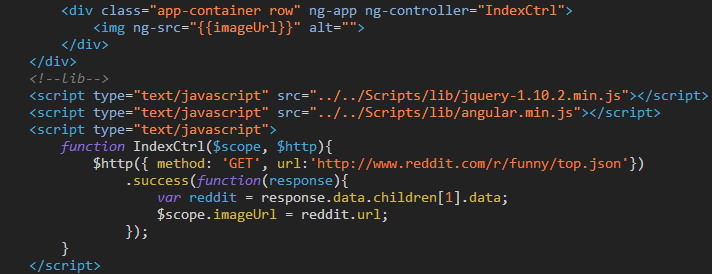 <div class="app-container row" ng-app ng-controller="IndexCtrl">
<img ng-src="{{imageUrl}}" alt="">
</div>
</div>
<!--lib-->
<script type="text/javascript" src="../../Scripts/lib/jquery-1.10.2.min.js"></script>
<script type="text/javascript" src="../../Scripts/lib/angular.min.js"></script>
<script type="text/javascript">
function IndexCtrl($scope, $http){
$http({ method: 'GET', url:'http://www.reddit.com/r/funny/top.json'})
.success(function(response){
var reddit = response.data.children[1].data;
$scope.imageUrl = reddit.url;
});
}
</script>